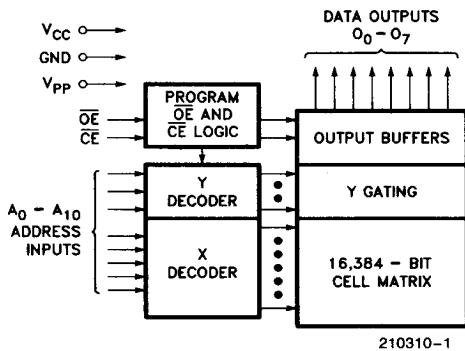 DATA OUTPUTS
O0 – O7
VCC
GND
VPP
OE
CE
PROGRAM
OE AND
CE LOGIC
OUTPUT BUFFERS
Y
DECODER
Y GATING
A0 – A10
ADDRESS
INPUTS
X
DECODER
16,384 – BIT
CELL MATRIX
210310–1